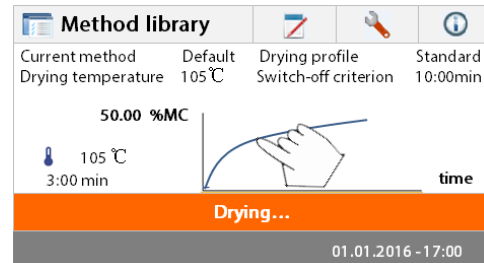 Method library
Current method Default Drying profile Standard
Drying temperature 105℃ Switch-off criterion 10:00min
50.00 %MC
105 ℃
3:00 min
time
Drying...
01.01.2016 -17:00